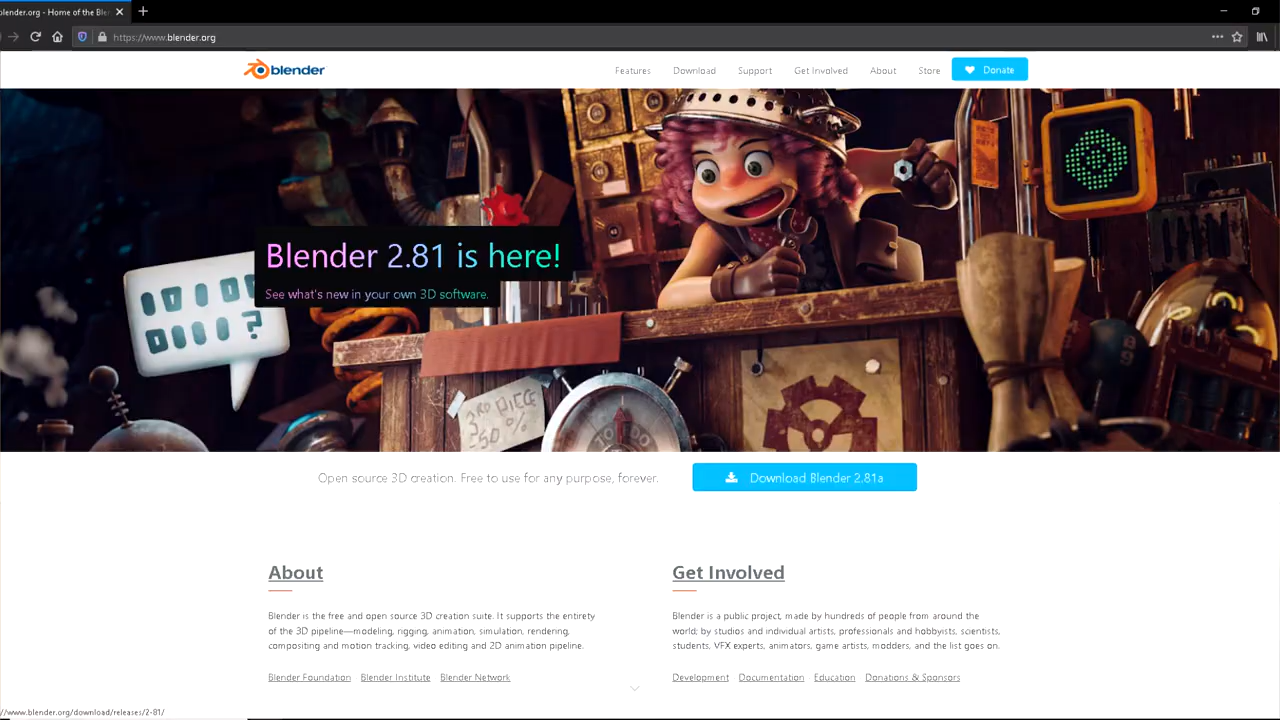 blender.org - Home of the Ble
https://www.blender.org
blender
Features
Download
Support
Get Involved
About
Store
Donate
Blender 2.81 is here!
See what's new in your own 3D software.
3RD PIECE
-50%
TO DO
Open source 3D creation. Free to use for any purpose, forever.
Download Blender 2.81a
About
Blender is the free and open source 3D creation suite. It supports the entirety
of the 3D pipeline—modeling, rigging, animation, simulation, rendering,
compositing and motion tracking, video editing and 2D animation pipeline.
Blender Foundation Blender Institute Blender Network
Get Involved
Blender is a public project, made by hundreds of people from around the
world; by studios and individual artists, professionals and hobbyists, scientists,
students, VFX experts, animators, game artists, modders, and the list goes on.
Development Documentation Education Donations & Sponsors
//www.blender.org/download/releases/2-81/